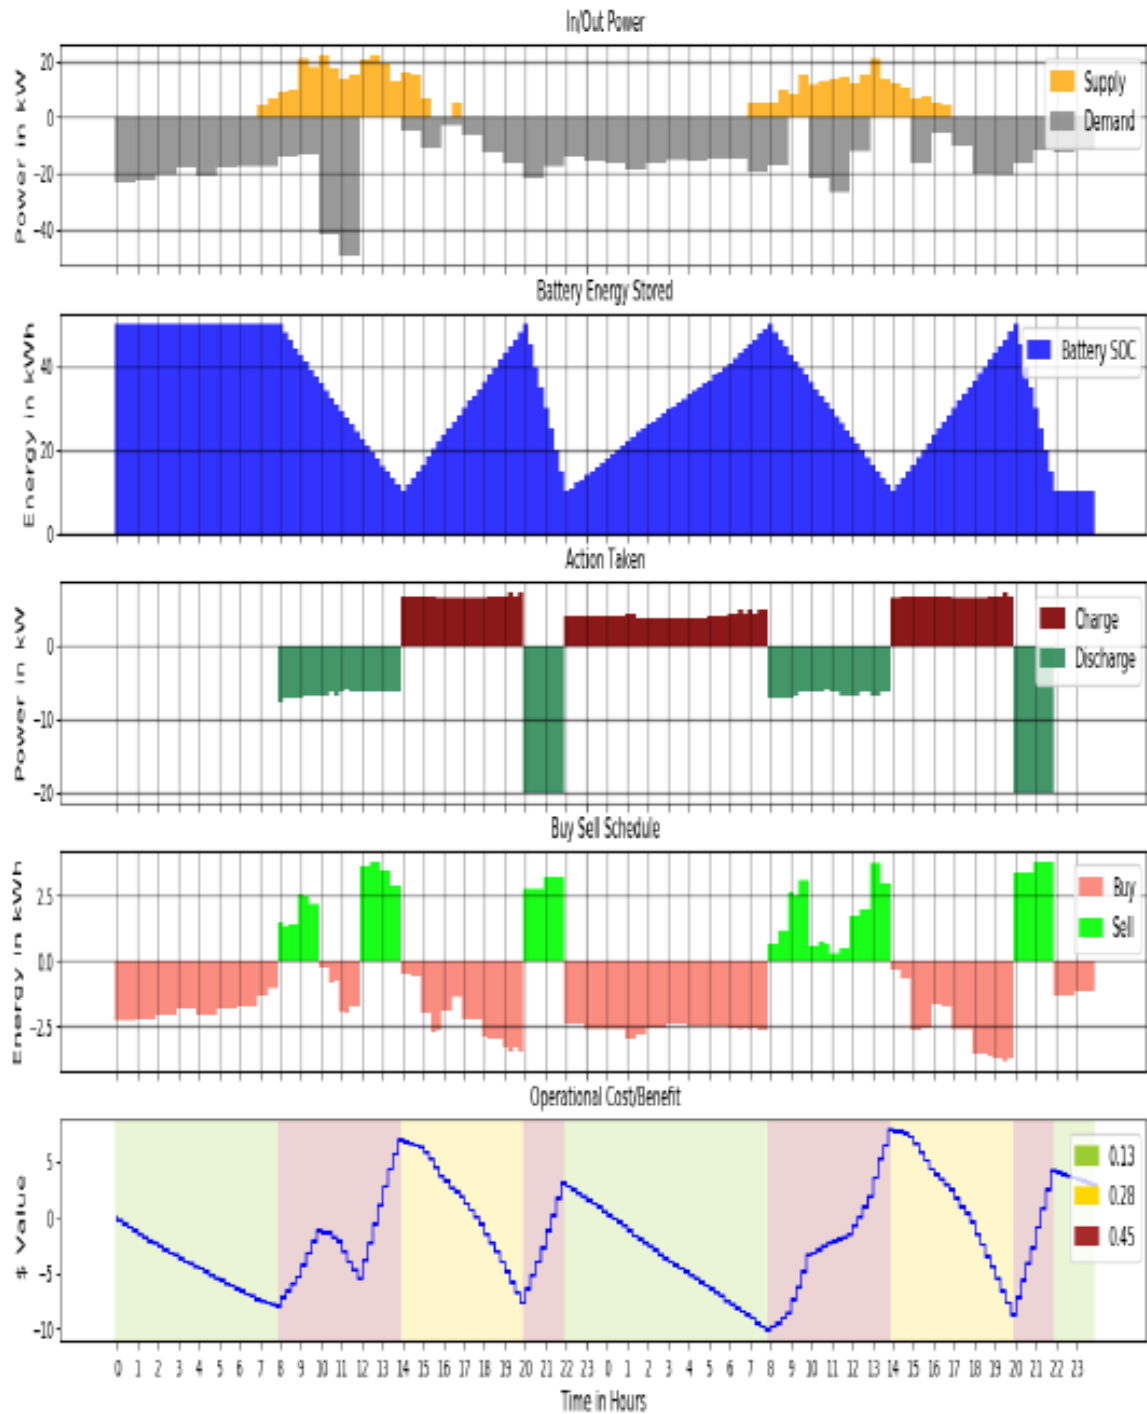 In/Out Power
Power in kW
20
0
−20
−40
Supply
Demand
Battery Energy Stored
Energy in kWh
40
20
0
Battery SOC
Action Taken
Power in kW
0
−10
−20
Charge
Discharge
Buy Sell Schedule
Energy in kWh
2.5
0.0
−2.5
Buy
Sell
Operational Cost/Benefit
$ Value
5
0
−5
−10
0.13
0.28
0.45
0 1 2 3 4 5 6 7 8 9 10 11 12 13 14 15 16 17 18 19 20 21 22 23 0 1 2 3 4 5 6 7 8 9 10 11 12 13 14 15 16 17 18 19 20 21 22 23
Time in Hours